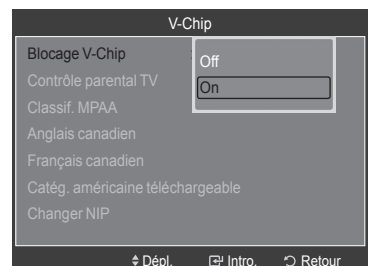 V-Chip
Blocage V-Chip :
Off
On
Contrôle parental TV
Classif. MPAA
Anglais canadien
Français canadien
Catég. américaine téléchargeable
Changer NIP
Dépl. Intro. Retour